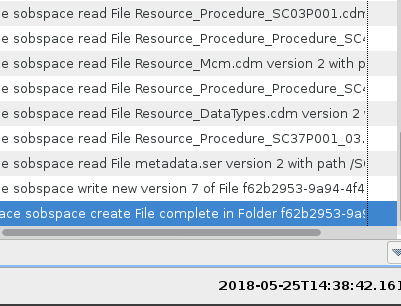 e sobspace read File Resource_Procedure_SC03P001.cdm
e sobspace read File Resource_Procedure_Procedure_SC
e sobspace read File Resource_Mcm.cdm version 2 with p
e sobspace read File Resource_Procedure_Procedure_SC
e sobspace read File Resource_DataTypes.cdm version 2
e sobspace read File Resource_Procedure_SC37P001_03.
e sobspace read File metadata.ser version 2 with path /S
e sobspace write new version 7 of File f62b2953-9a94-4f4
ace sobspace create File complete in Folder f62b2953-9a
2018-05-25T14:38:42.161